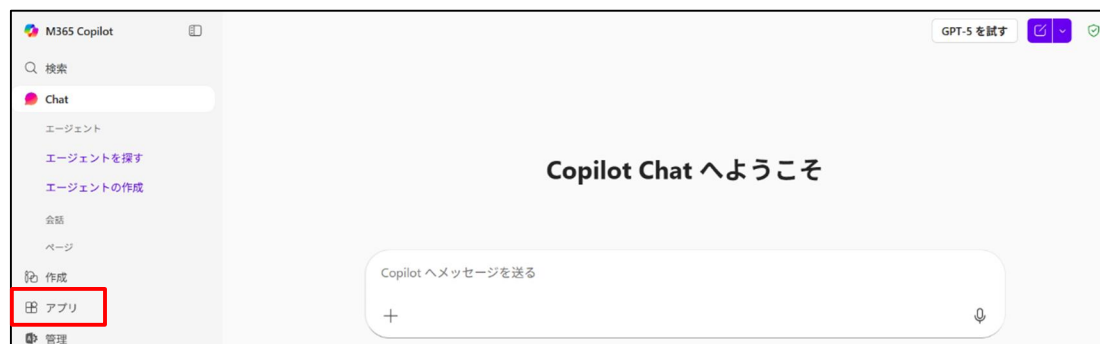 M365 Copilot
検索
Chat
エージェント
エージェントを探す
エージェントの作成
会話
ページ
作成
アプリ
管理
GPT-5 を試す
Copilot Chat へようこそ
Copilot へメッセージを送る